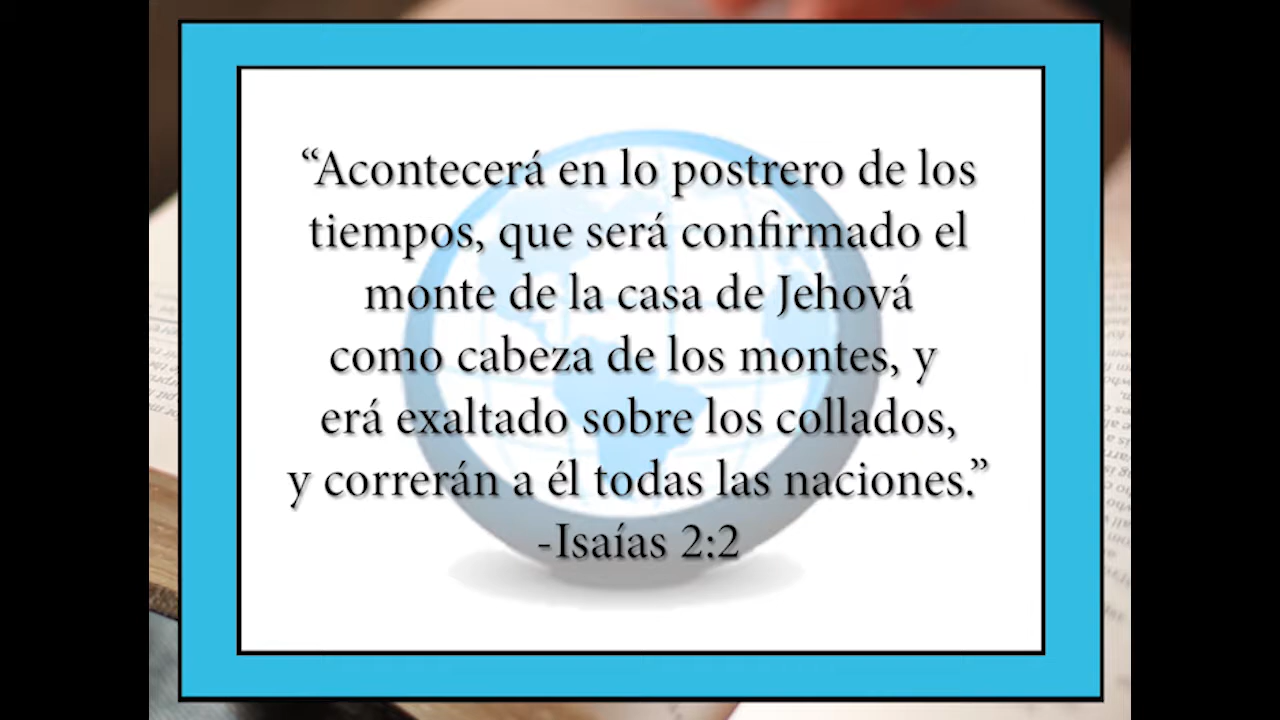 “Acontecerá en lo postrero de los
tiempos, que será confirmado el
monte de la casa de Jehová
como cabeza de los montes, y
erá exaltado sobre los collados,
y correrán a él todas las naciones.”
-Isaías 2:2